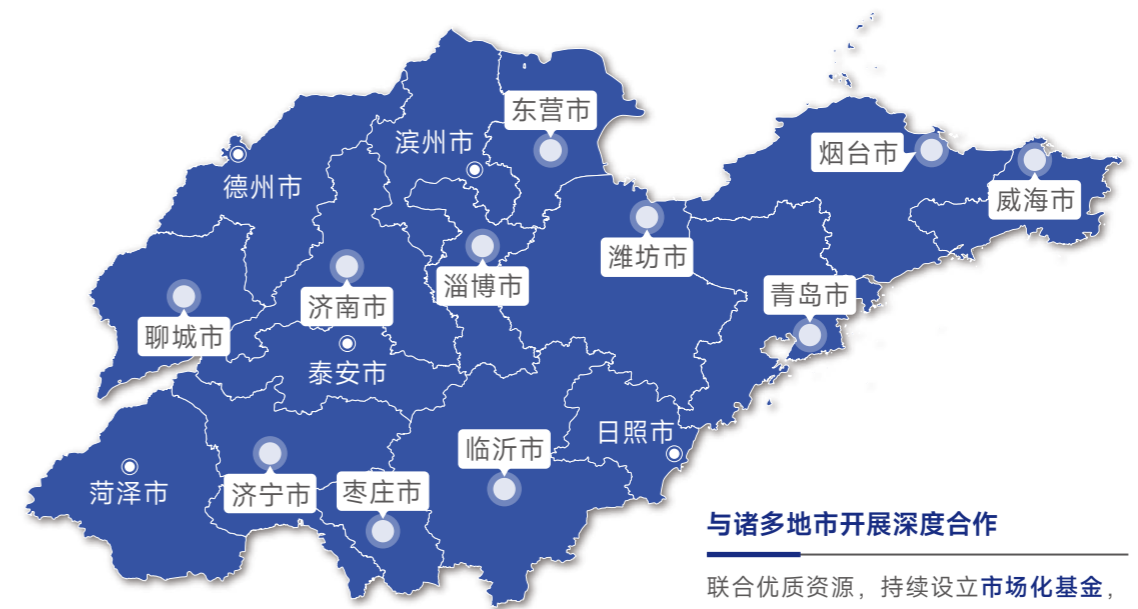 东营市
滨州市
烟台市
德州市
威海市
潍坊市
淄博市
青岛市
济南市
聊城市
泰安市
日照市
临沂市
菏泽市
济宁市
枣庄市
与诸多地市开展深度合作
联合优质资源，持续设立市场化基金，